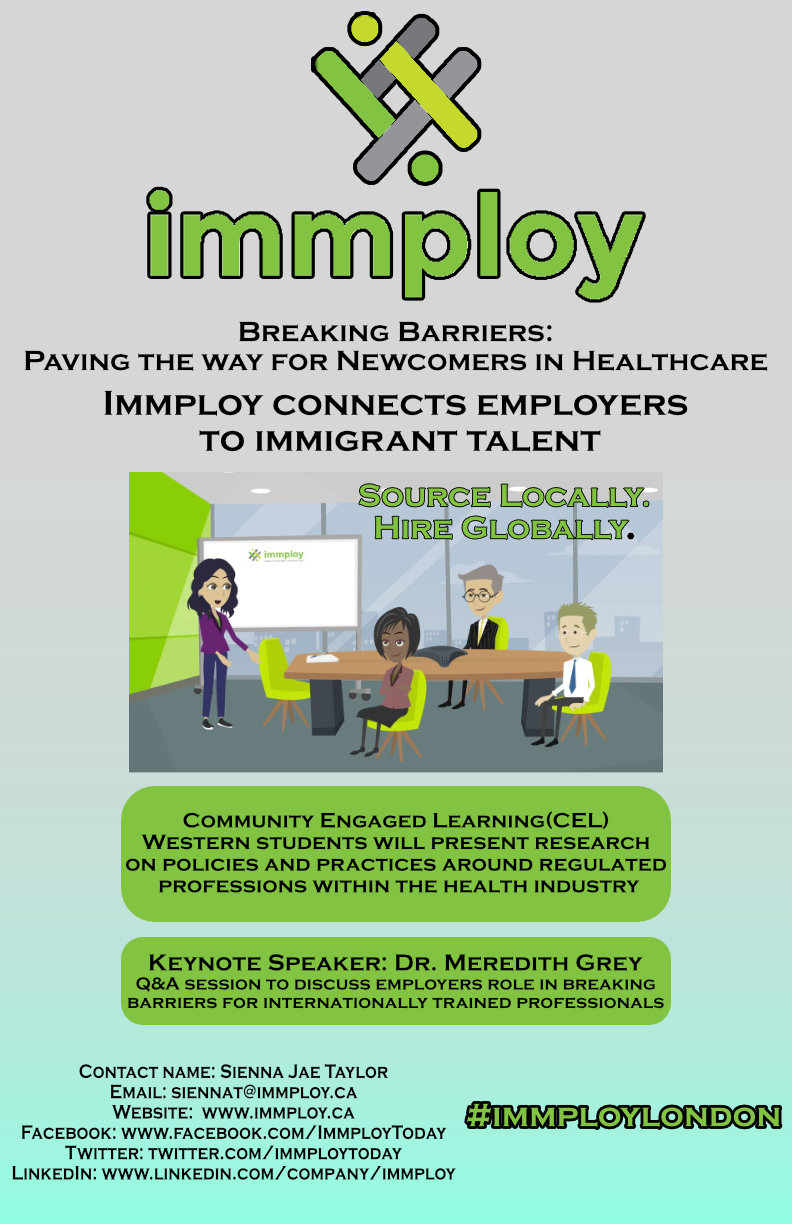 immploy
Breaking Barriers:
Paving the way for Newcomers in Healthcare
Immploy connects employers
to immigrant talent
Source Locally.
Hire Globally.
immploy
Community Engaged Learning(CEL)
Western students will present research
on policies and practices around regulated
professions within the health industry
Keynote Speaker: Dr. Meredith Grey
Q&A session to discuss employers role in breaking
barriers for internationally trained professionals
Contact name: Sienna Jae Taylor
Email: siennat@immploy.ca
Website: www.immploy.ca
Facebook: www.facebook.com/ImmployToday
Twitter: twitter.com/immploytoday
LinkedIn: www.linkedin.com/company/immploy
#immploylondon